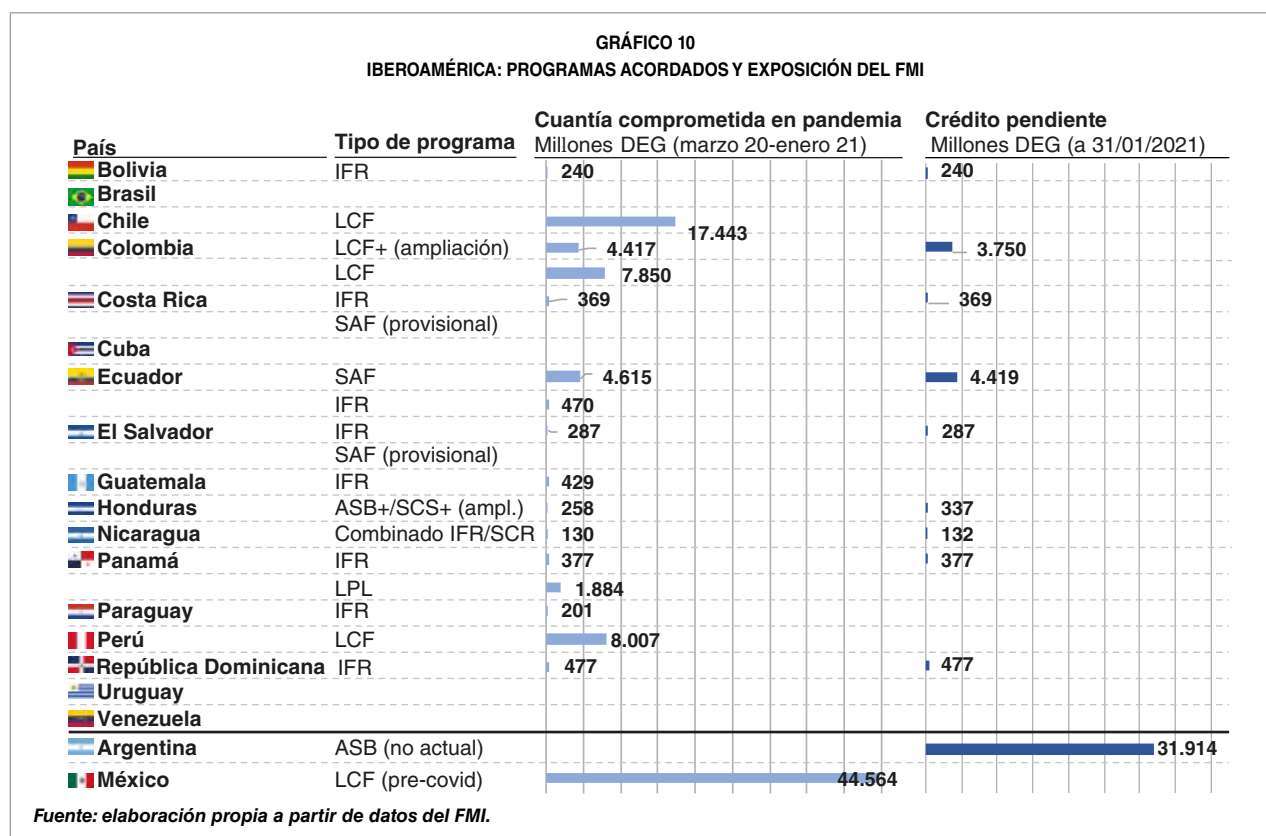 GRÁFICO 10
IBEROAMÉRICA: PROGRAMAS ACORDADOS Y EXPOSICIÓN DEL FMI
País Tipo de programa Cuantía comprometida en pandemia Crédito pendiente
Millones DEG (marzo 20-enero 21) Millones DEG (a 31/01/2021)
Bolivia IFR 240 240
Brasil
Chile LCF 17.443
Colombia LCF+ (ampliación) 4.417 3.750
LCF 7.850
Costa Rica IFR 369 369
SAF (provisional)
Cuba
Ecuador SAF 4.615 4.419
IFR 470
El Salvador IFR 287 287
SAF (provisional)
Guatemala IFR 429
Honduras ASB+/SCS+ (ampl.) 258 337
Nicaragua Combinado IFR/SCR 130 132
Panamá IFR 377 377
LPL 1.884
Paraguay IFR 201
Perú LCF 8.007
República Dominicana IFR 477 477
Uruguay
Venezuela
Argentina ASB (no actual) 31.914
México LCF (pre-covid) 44.564
Fuente: elaboración propia a partir de datos del FMI.